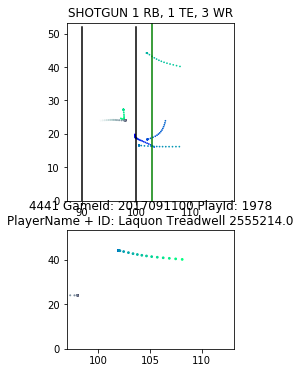 SHOTGUN 1 RB, 1 TE, 3 WR
50
40
30
20
10
0
90 100 110
4441 GameId: 2017091100 PlayId: 1978
PlayerName + ID: Laquon Treadwell 2555214.0
40
20
0
100 105 110